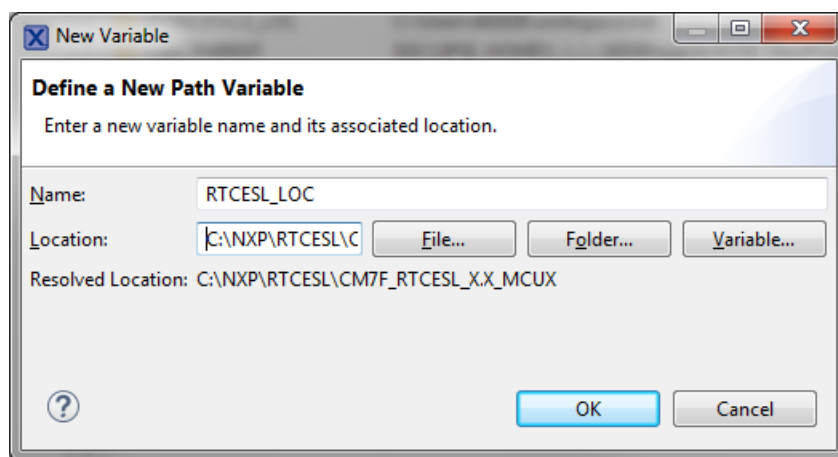 New Variable
Define a New Path Variable
Enter a new variable name and its associated location.
Name: RTCESL_LOC
Location: C:\NXP\RTCESL\C File... Folder... Variable...
Resolved Location: C:\NXP\RTCESL\CM7F_RTCESL_X.X_MCUX
? OK Cancel